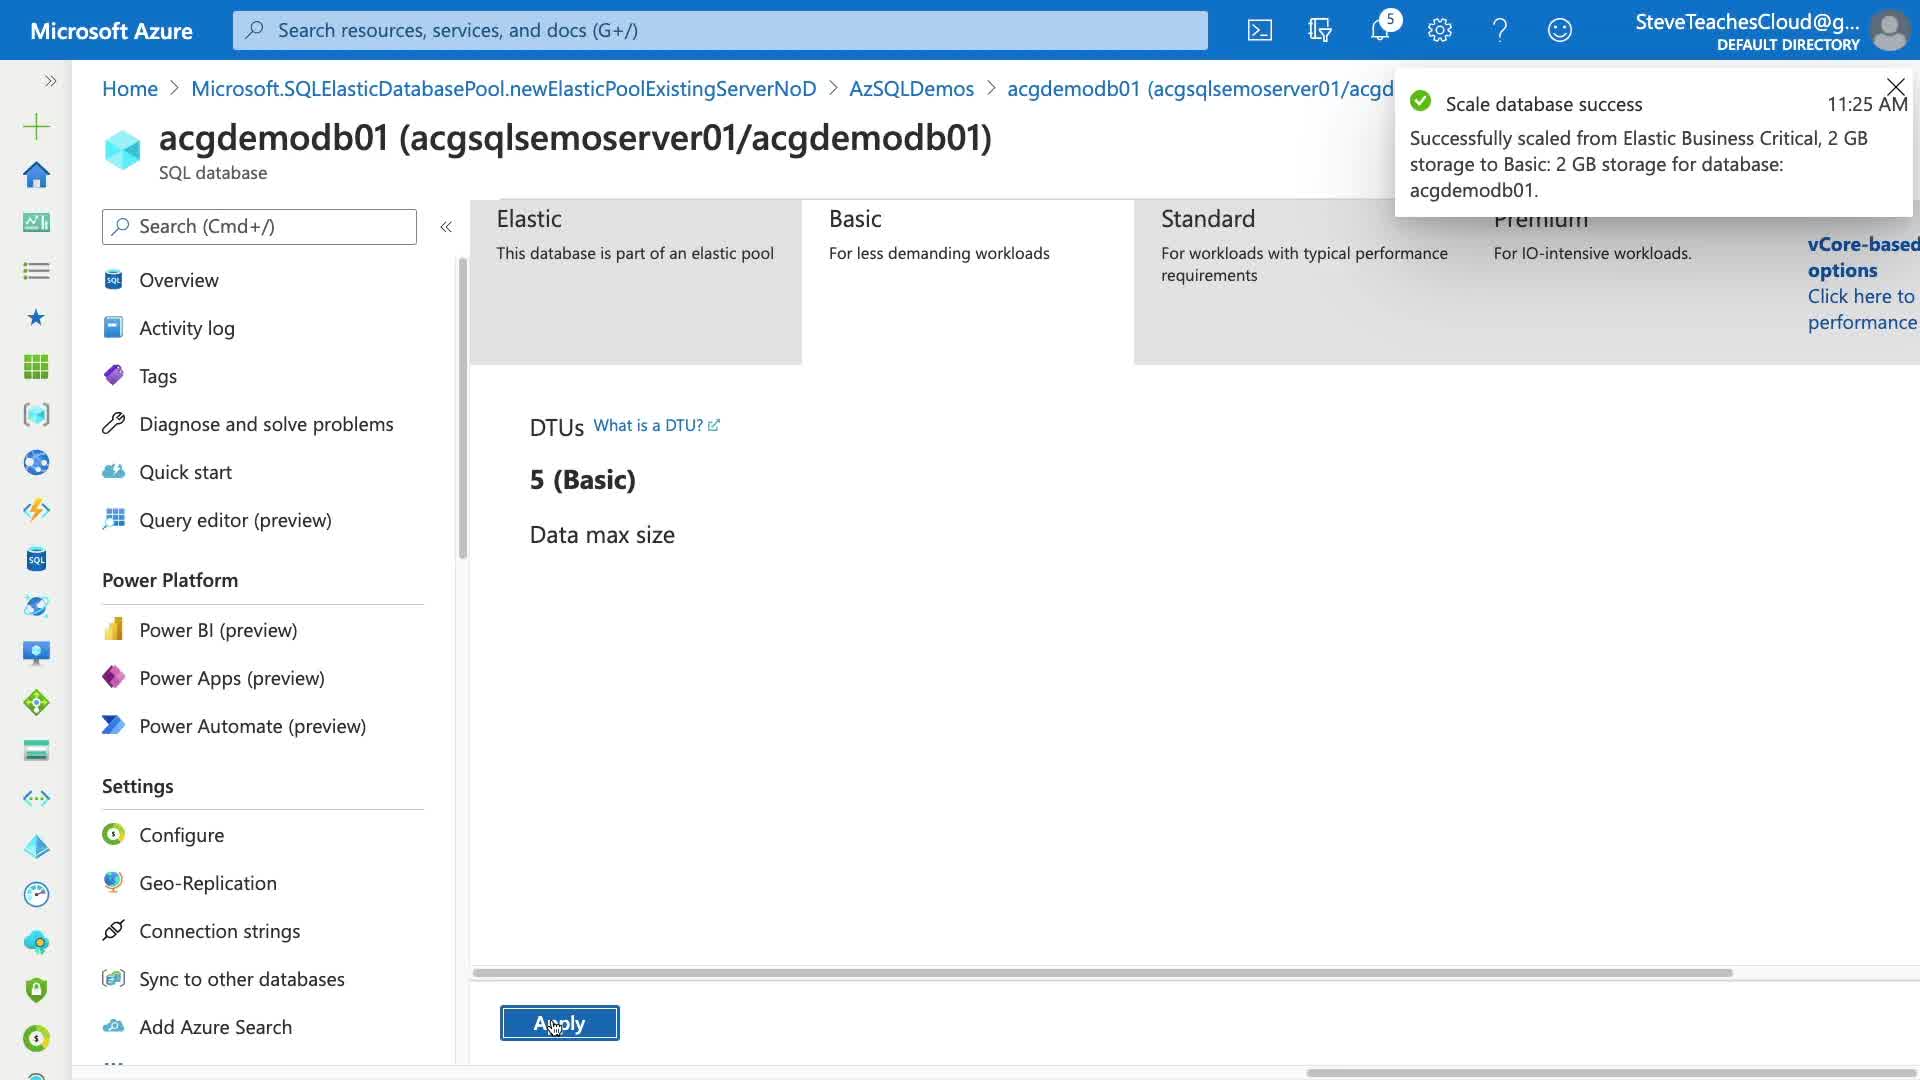 Microsoft Azure
Search resources, services, and docs (G+/)
5
SteveTeachesCloud@g...
DEFAULT DIRECTORY
Home > Microsoft.SQLElasticDatabasePool.newElasticPoolExistingServerNoD > AzSQLDemos > acgdemodb01 (acgsqlsemoserver01/acgd
Scale database success
11:25 AM
Successfully scaled from Elastic Business Critical, 2 GB
storage to Basic: 2 GB storage for database:
acgdemodb01.
acgdemodb01 (acgsqlsemoserver01/acgdemodb01)
SQL database
Search (Cmd+/)
Overview
Activity log
Tags
Diagnose and solve problems
Quick start
Query editor (preview)
Power Platform
Power BI (preview)
Power Apps (preview)
Power Automate (preview)
Settings
Configure
Geo-Replication
Connection strings
Sync to other databases
Add Azure Search
Elastic
This database is part of an elastic pool
Basic
For less demanding workloads
Standard
For workloads with typical performance
requirements
Premium
For IO-intensive workloads.
vCore-based
options
Click here to
performance
DTUs What is a DTU?
5 (Basic)
Data max size
Apply